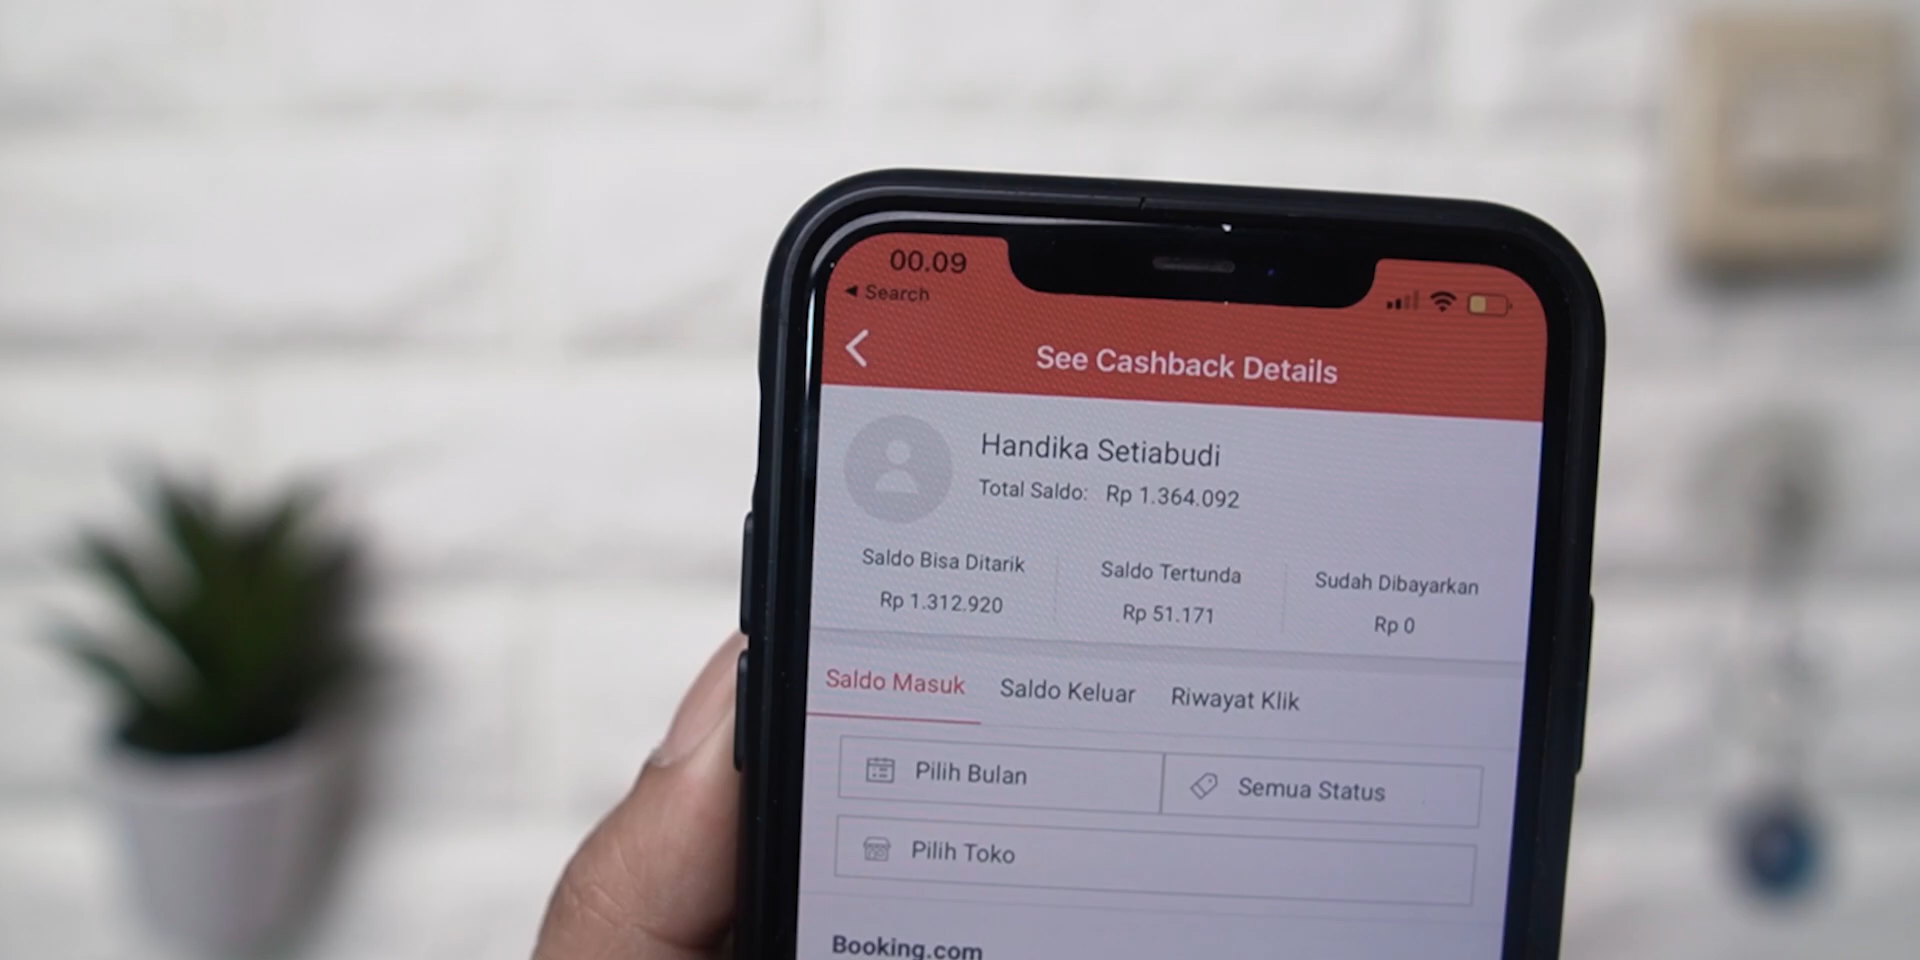 00.09
◀ Search
See Cashback Details
Handika Setiabudi
Total Saldo: Rp 1.364.092
Saldo Bisa Ditarik
Rp 1.312.920
Saldo Tertunda
Rp 51.171
Sudah Dibayarkan
Rp 0
Saldo Masuk Saldo Keluar Riwayat Klik
Pilih Bulan
Semua Status
Pilih Toko
Booking.com